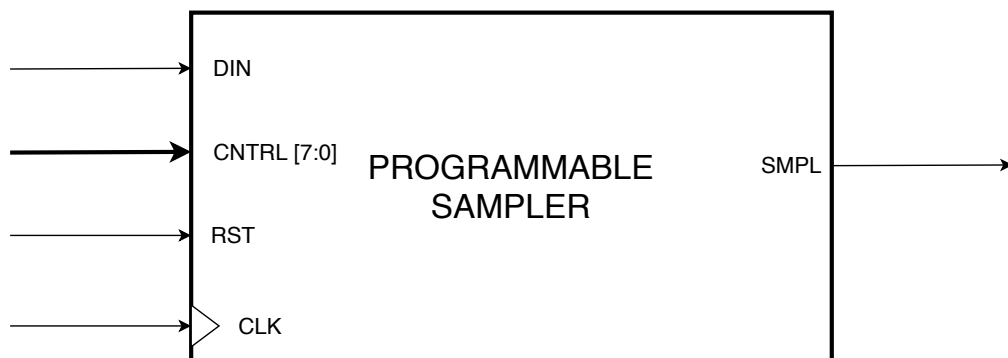 DIN
CNTRL [7:0]
PROGRAMMABLE
SAMPLER
SMPL
RST
CLK